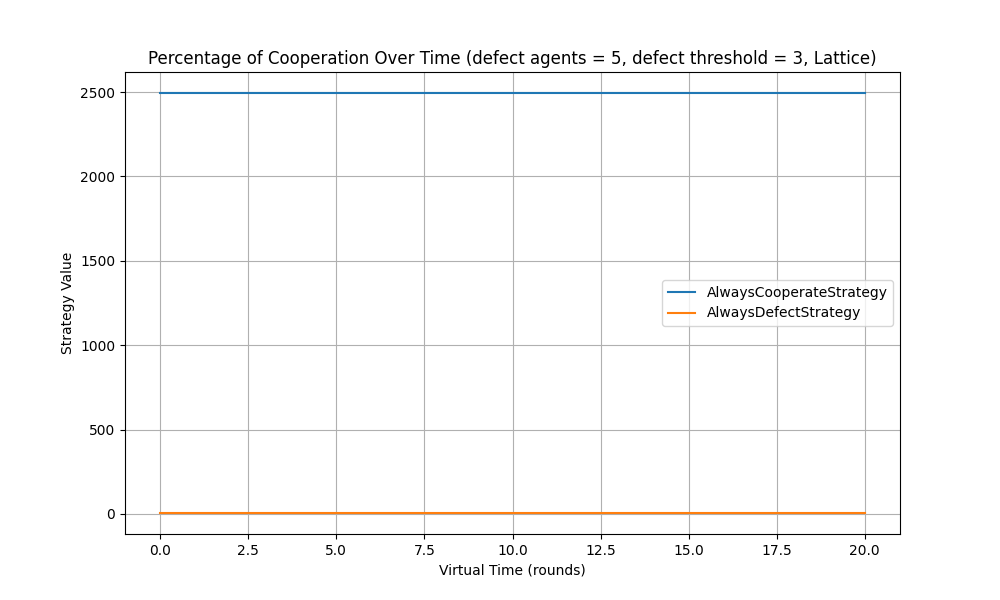 Percentage of Cooperation Over Time (defect agents = 5, defect threshold = 3, Lattice)
2500
2000
1500
1000
500
0
Strategy Value
AlwaysCooperateStrategy
AlwaysDefectStrategy
0.0 2.5 5.0 7.5 10.0 12.5 15.0 17.5 20.0
Virtual Time (rounds)